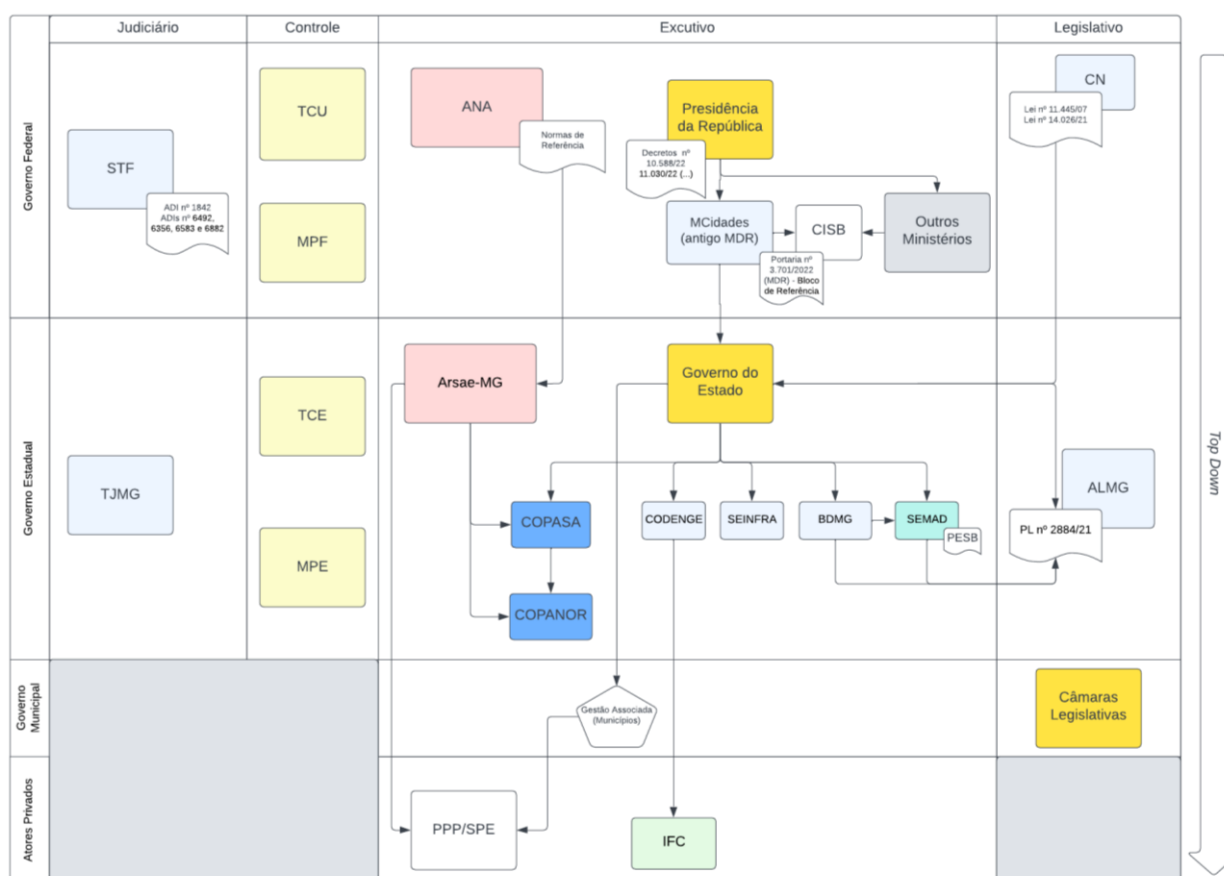 Judiciário
Controle
Excutivo
Legislativo
Governo Federal
STF
ADI nº 1842
ADIs nº 6492,
6356, 6583 e 6882
TCU
MPF
ANA
Normas de
Referência
Presidência
da República
Decretos nº
10.588/22
11.030/22 (...)
MCidades
(antigo MDR)
Portaria nº
3.701/2022
(MDR) - Bloco
de Referência
CISB
Outros
Ministérios
CN
Lei nº 11.445/07
Lei nº 14.026/21
Top Down
Governo Estadual
TJMG
TCE
MPE
Arsae-MG
Governo do
Estado
COPASA
COPANOR
CODENGE
SEINFRA
BDMG
SEMAD
PESB
ALMG
PL nº 2884/21
Governo
Municipal
Gestão Associada
(Municípios)
Câmaras
Legislativas
Atores Privados
PPP/SPE
IFC